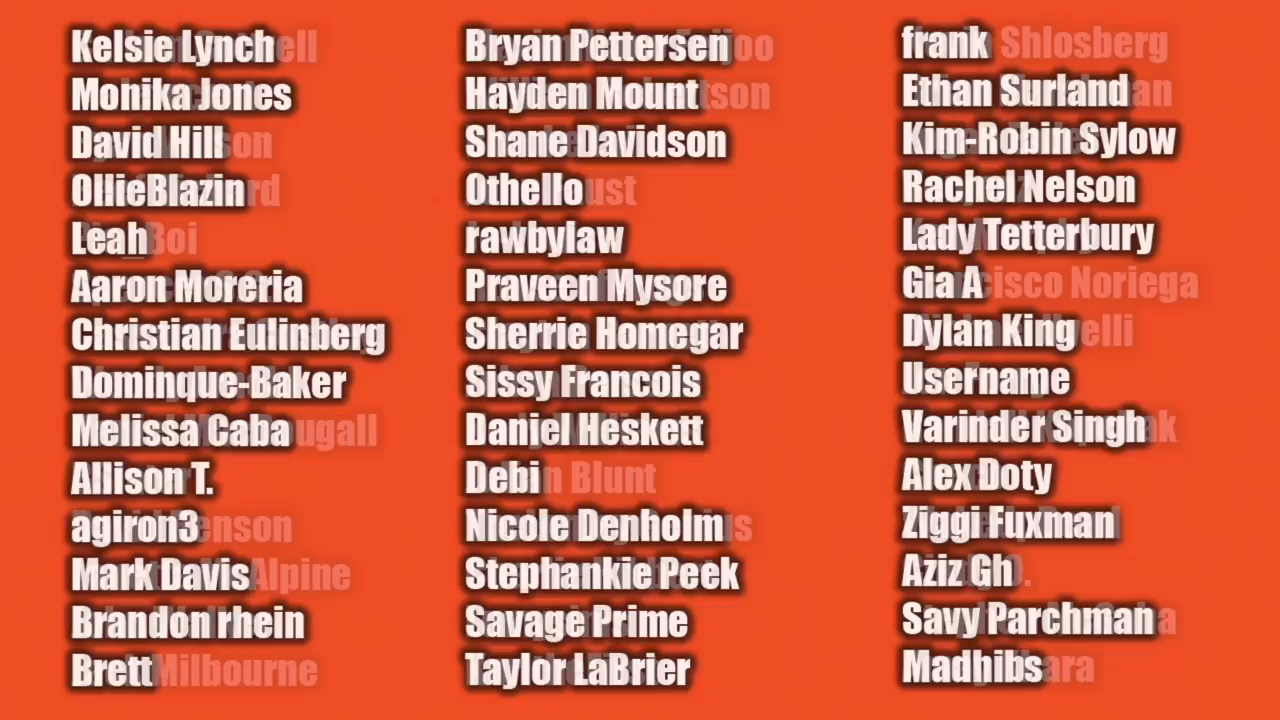 Kelsie Lynch
Monika Jones
David Hill
OllieBlazin
Leah
Aaron Moreria
Christian Eulinberg
Dominque-Baker
Melissa Caba
Allison T.
agiron3
Mark Davis
Brandon rhein
Brett
Bryan Pettersen
Hayden Mount
Shane Davidson
Othello
rawbylaw
Praveen Mysore
Sherrie Homegar
Sissy Francois
Daniel Heskett
Debi
Nicole Denholm
Stephankie Peek
Savage Prime
Taylor LaBrier
frank
Ethan Surland
Kim-Robin Sylow
Rachel Nelson
Lady Tetterbury
Gia A
Dylan King
Username
Varinder Singh
Alex Doty
Ziggi Fuxman
Aziz Gh
Savy Parchman
Madhibs